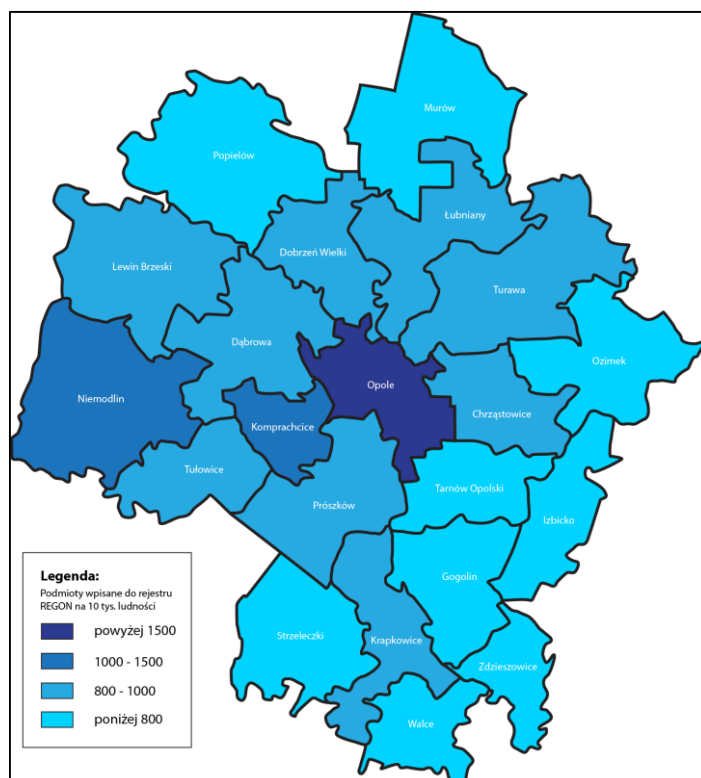 Murów
Popielów
Łubniany
Dobrzeń Wielki
Lewin Brzeski
Turawa
Dąbrowa
Ozimek
Opole
Niemodlin
Chrząstowice
Komprachcice
Tułowice
Tarnów Opolski
Prószków
Izbicko
Gogolin
Strzeleczki
Krapkowice
Zdzieszowice
Walce
Legenda:
Podmioty wpisane do rejestru
REGON na 10 tys. ludności
powyżej 1500
1000 - 1500
800 - 1000
poniżej 800